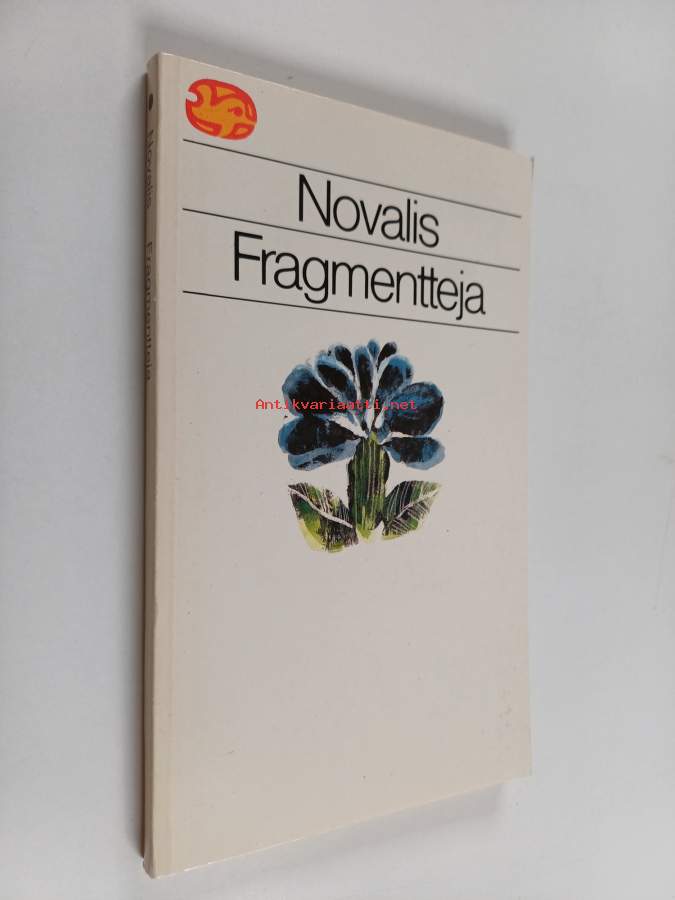 Novalis
Fragmentteja
Antikvariaatti.net
Novalis Fragmentteja